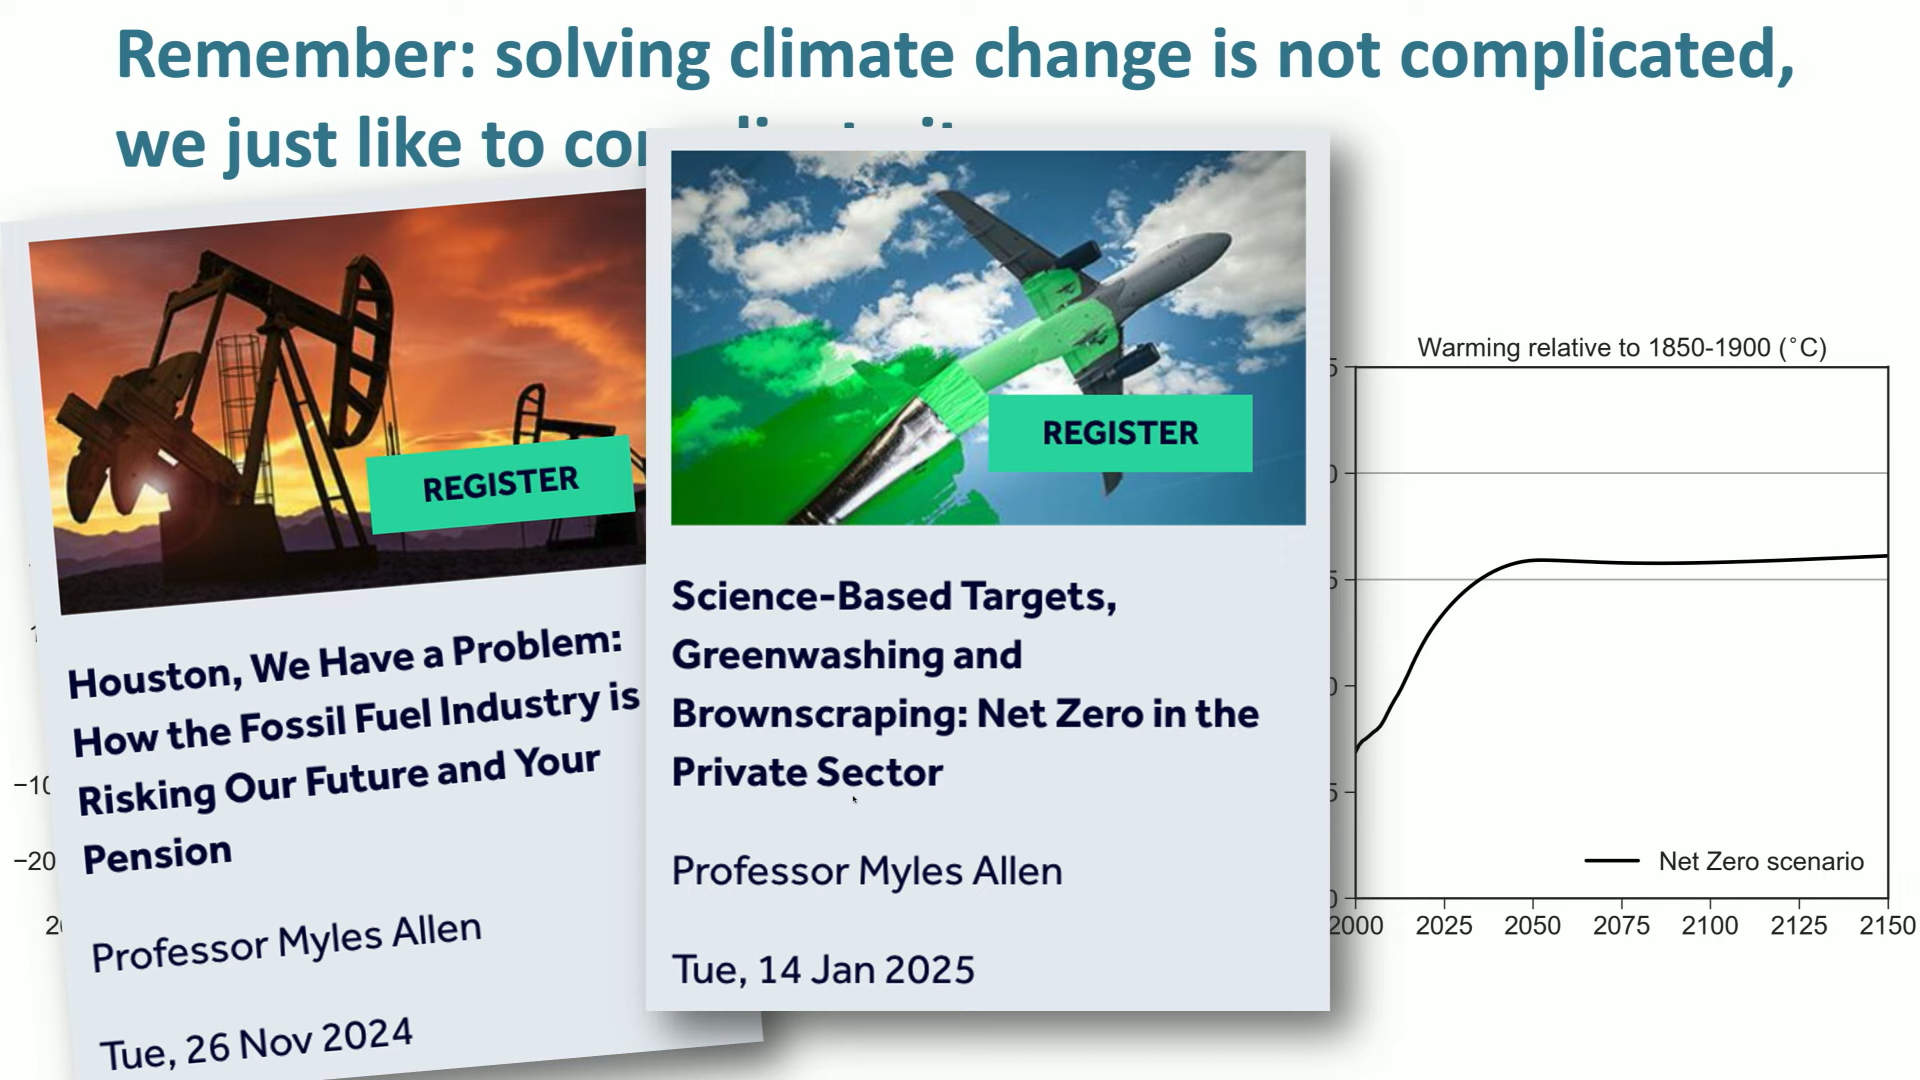 Remember: solving climate change is not complicated,
we just like to
REGISTER
Houston, We Have a Problem:
How the Fossil Fuel Industry is
Risking Our Future and Your
Pension
Professor Myles Allen
Tue, 26 Nov 2024
REGISTER
Science-Based Targets,
Greenwashing and
Brownscraping: Net Zero in the
Private Sector
Professor Myles Allen
Tue, 14 Jan 2025
Warming relative to 1850-1900 (°C)
Net Zero scenario
2000 2025 2050 2075 2100 2125 2150
−20